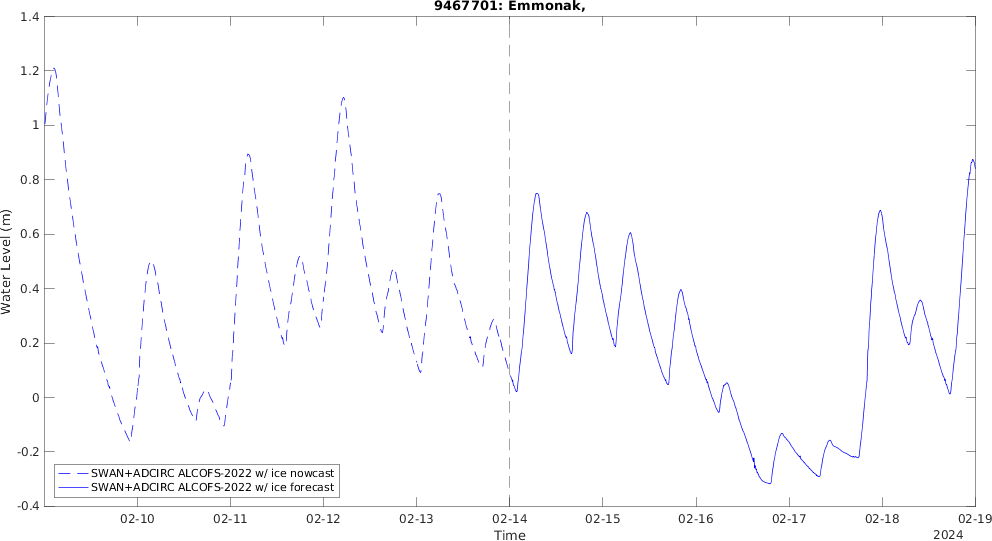 9467701: Emmonak,
Water Level (m)
1.4
1.2
1
0.8
0.6
0.4
0.2
0
-0.2
-0.4
SWAN+ADCIRC ALCOFS-2022 w/ ice nowcast
SWAN+ADCIRC ALCOFS-2022 w/ ice forecast
02-10 02-11 02-12 02-13 02-14 02-15 02-16 02-17 02-18 02-19
Time
2024